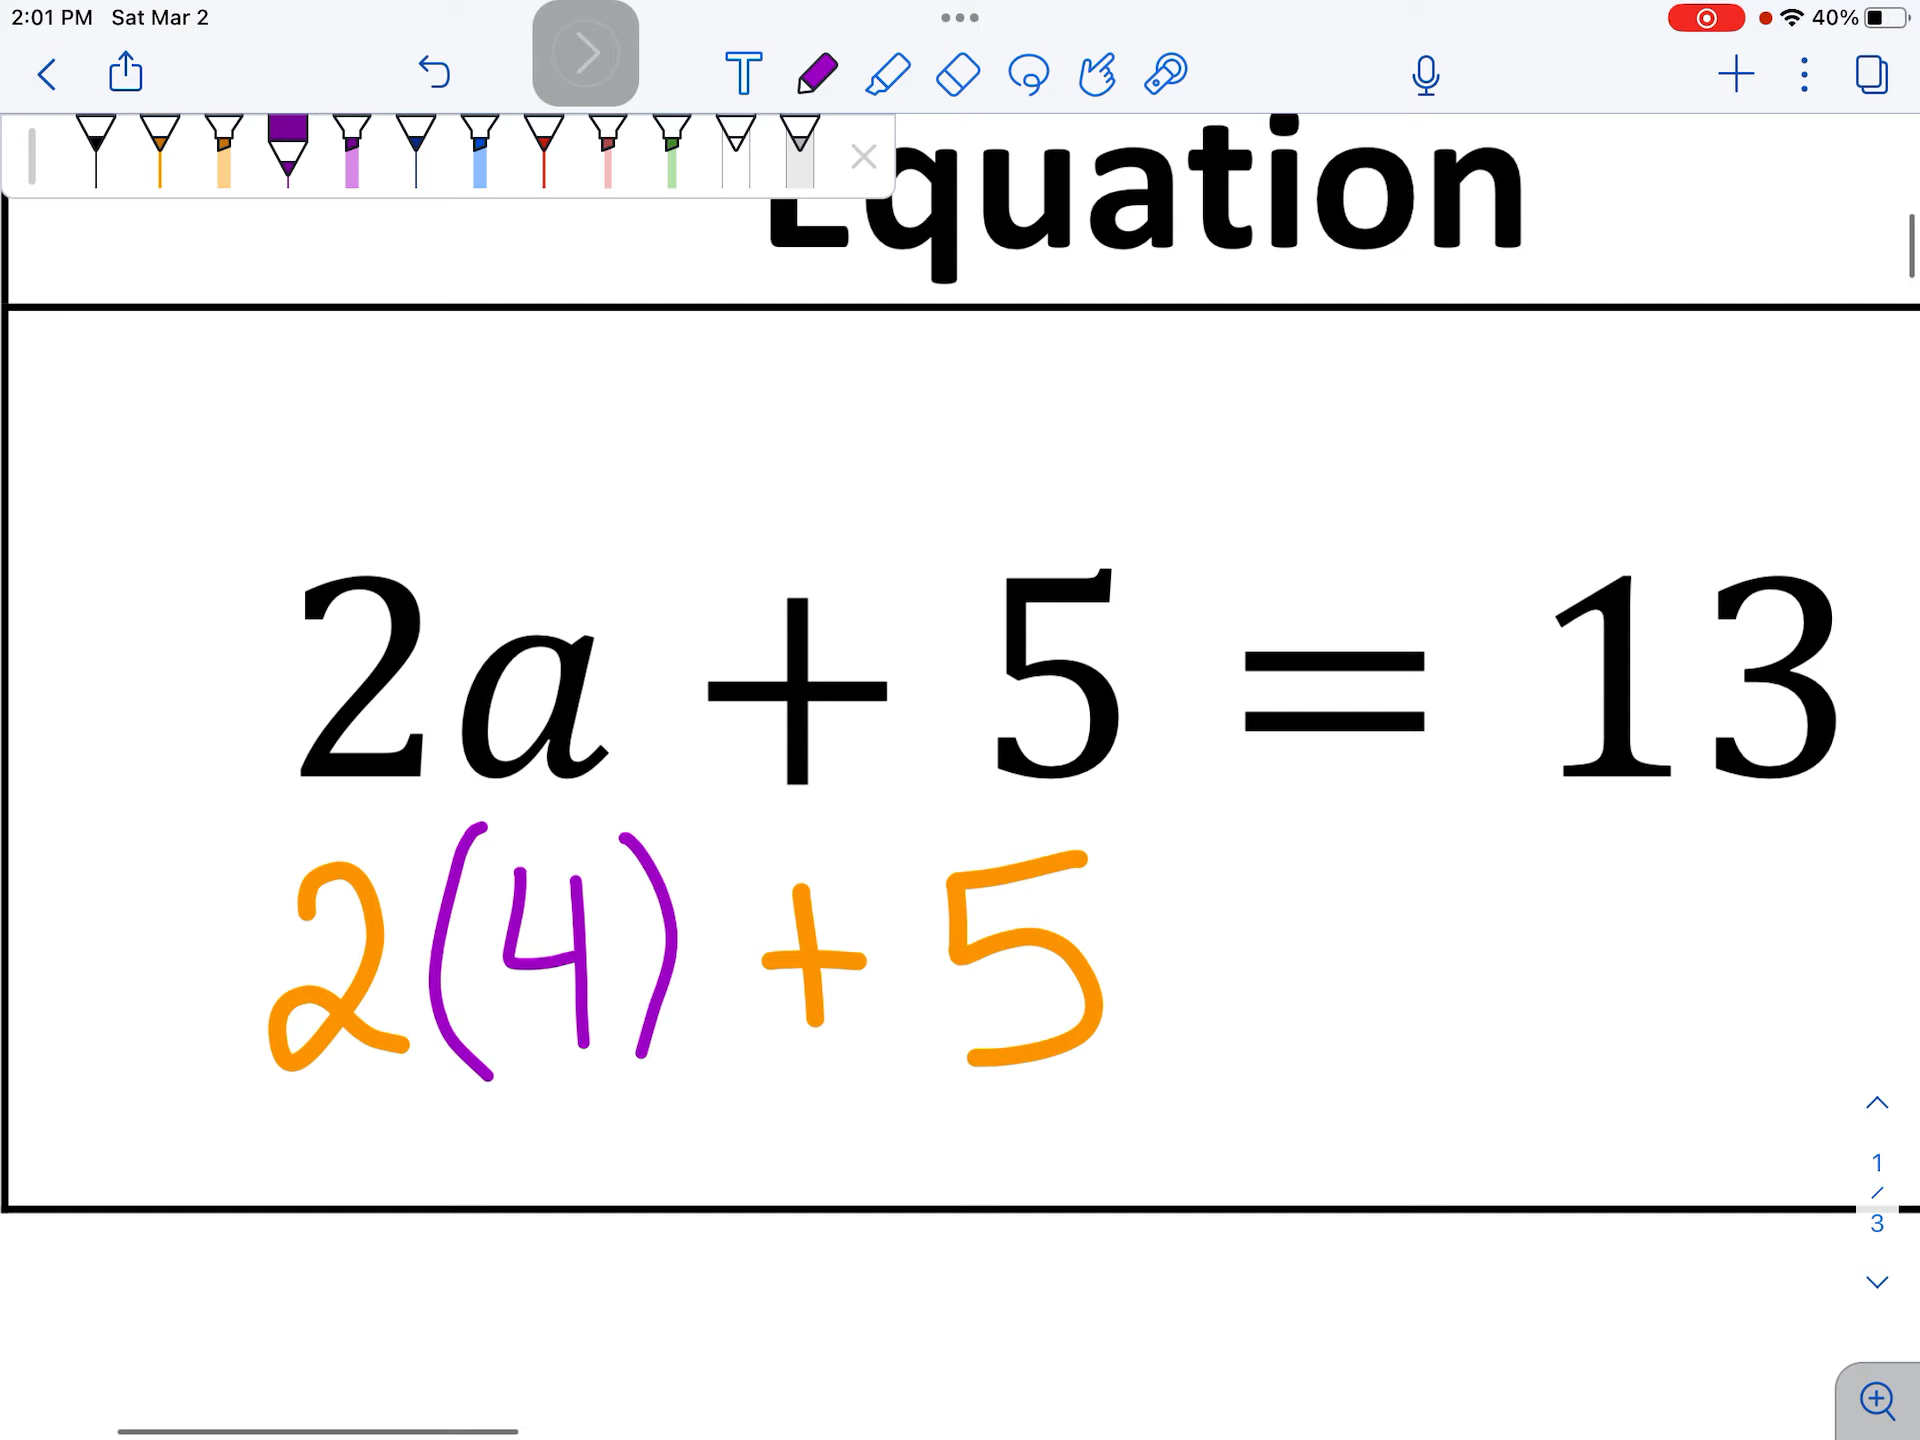 2:01 PM Sat Mar 2
40%
Equation
2a + 5 = 13
2(4) + 5
1
/
3